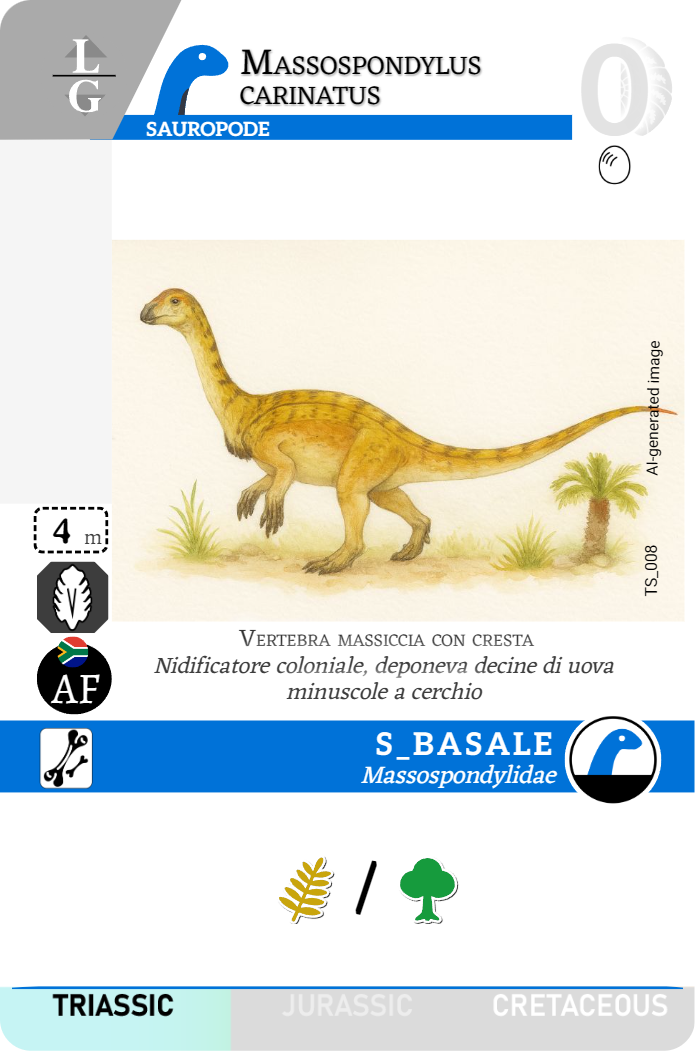 L
G
MASSOSPONDYLUS
CARINATUS
SAUROPODE
0
AI-generated image
4 m
TS_008
AF
VERTEBRA MASSICCIA CON CRESTA
Nidificatore coloniale, deponeva decine di uova
minuscole a cerchio
S_BASALE
Massospondylidae
/
TRIASSIC JURASSIC CRETACEOUS